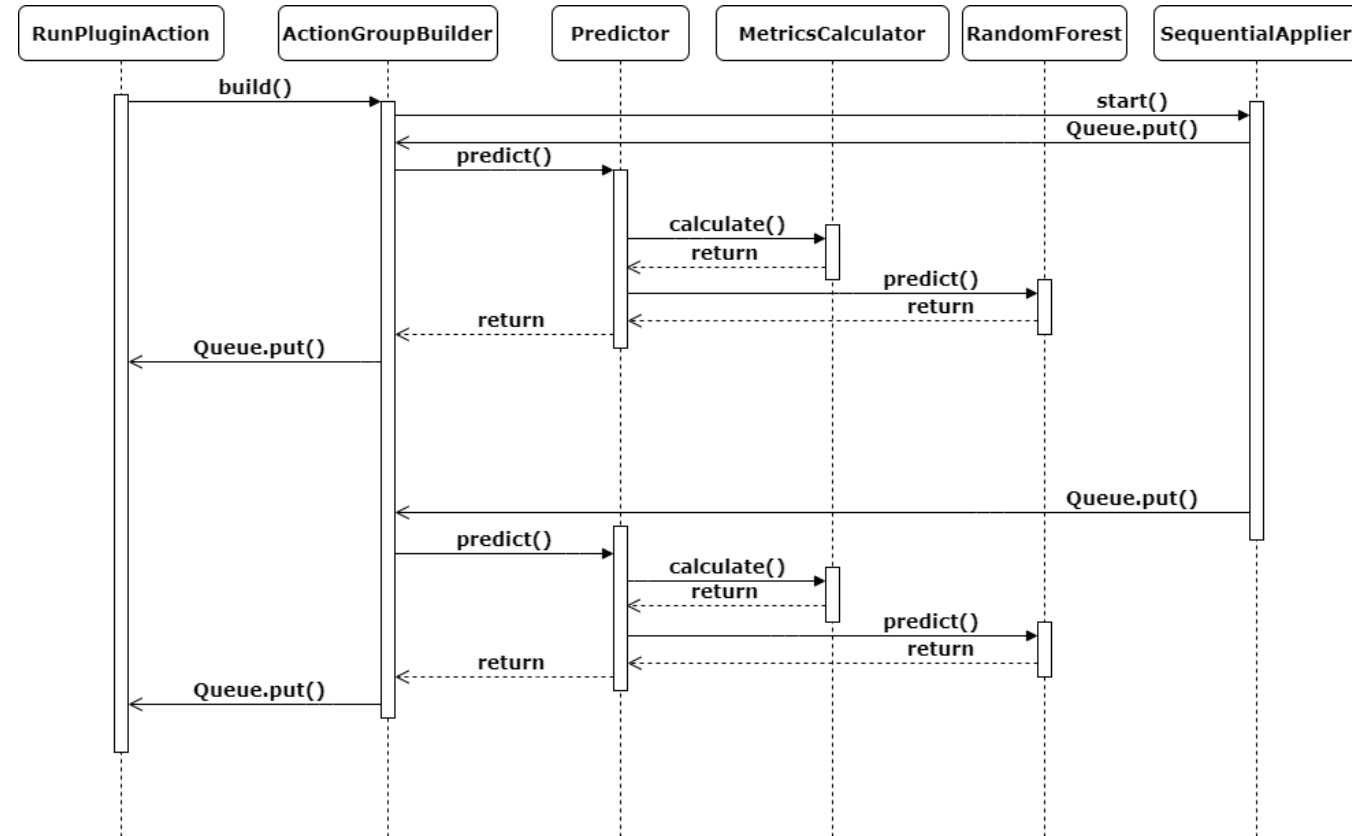 RunPluginAction
ActionGroupBuilder
Predictor
MetricsCalculator
RandomForest
SequentialApplier
build()
start()
Queue.put()
predict()
calculate()
return
predict()
return
return
Queue.put()
Queue.put()
predict()
calculate()
return
predict()
return
return
Queue.put()